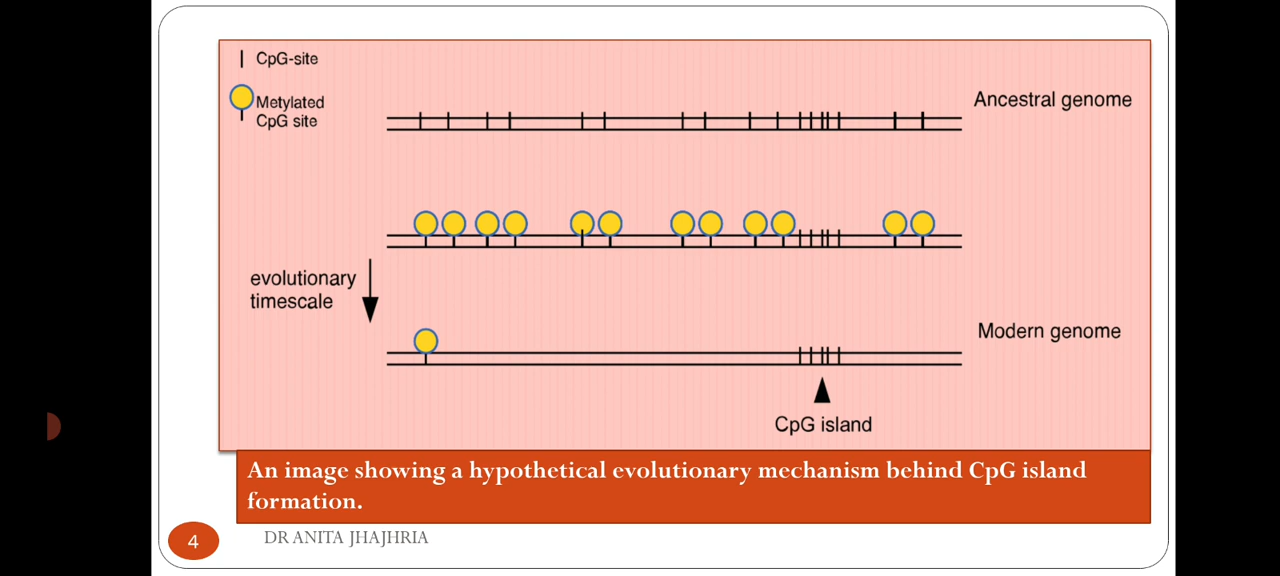 CpG-site
Metylated
CpG site
Ancestral genome
evolutionary
timescale
Modern genome
CpG island
An image showing a hypothetical evolutionary mechanism behind CpG island
formation.
4
DR ANITA JHAJHRIA